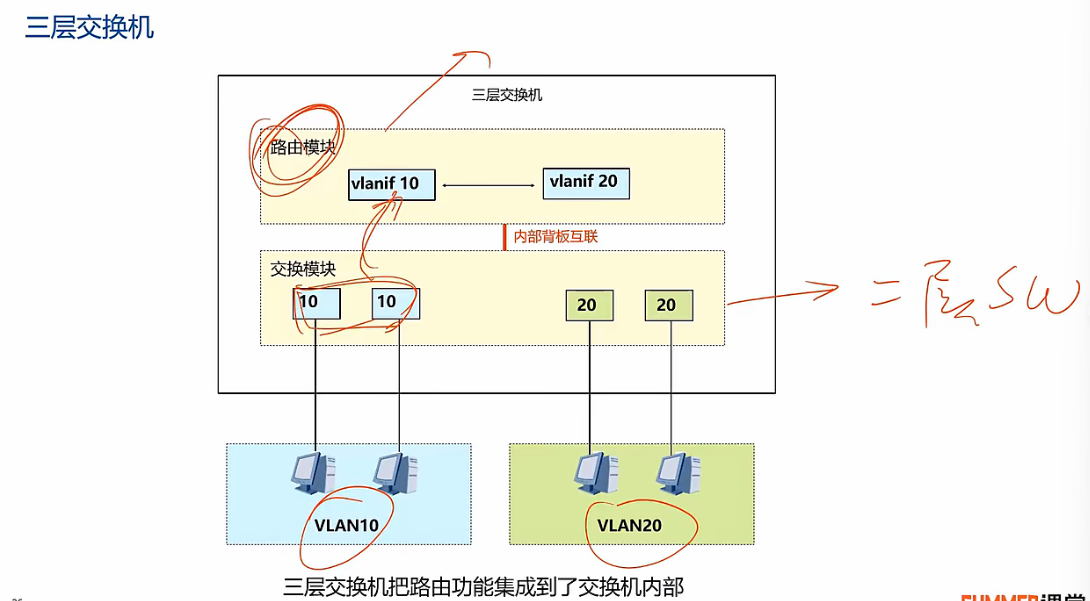 三层交换机
三层交换机
路由模块
vlanif 10
vlanif 20
内部背板互联
交换模块
10
10
20
20
二层SW
VLAN10
VLAN20
三层交换机把路由功能集成到了交换机内部